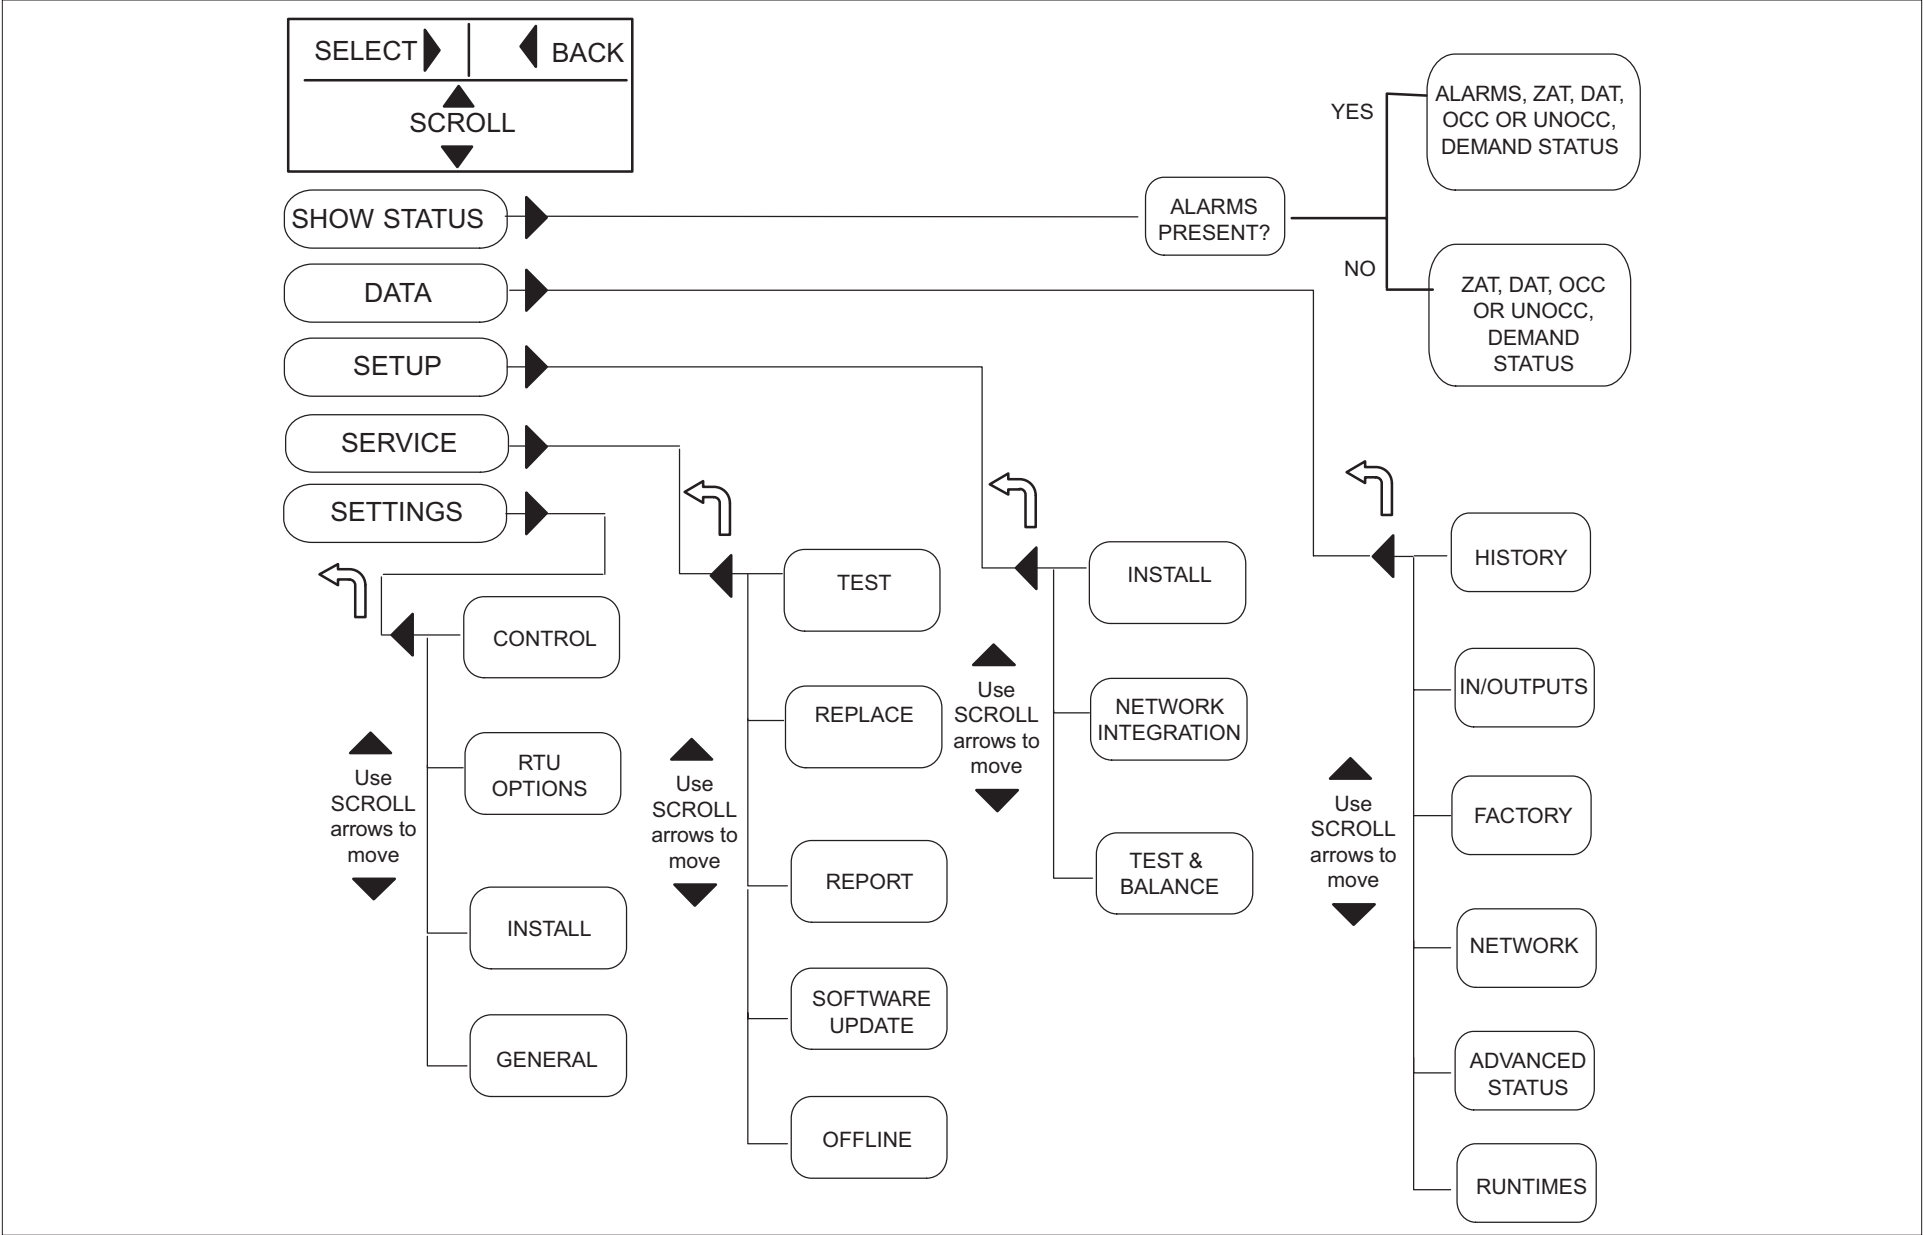 SELECT
BACK
SCROLL
SHOW STATUS
DATA
SETUP
SERVICE
SETTINGS
ALARMS
PRESENT?
YES
ALARMS, ZAT, DAT,
OCC OR UNOCC,
DEMAND STATUS
NO
ZAT, DAT, OCC
OR UNOCC,
DEMAND
STATUS
CONTROL
RTU
OPTIONS
INSTALL
GENERAL
Use
SCROLL
arrows to
move
TEST
REPLACE
REPORT
SOFTWARE
UPDATE
OFFLINE
Use
SCROLL
arrows to
move
INSTALL
NETWORK
INTEGRATION
TEST &
BALANCE
Use
SCROLL
arrows to
move
HISTORY
IN/OUTPUTS
FACTORY
NETWORK
ADVANCED
STATUS
RUNTIMES
Use
SCROLL
arrows to
move